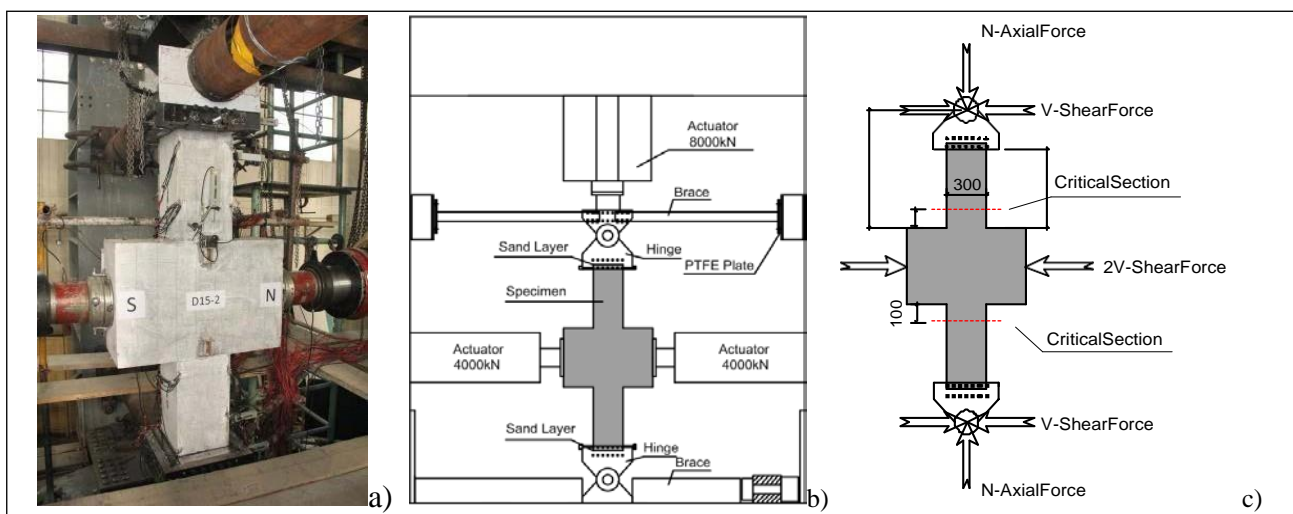 S
D15-2
N
a)
Actuator
8000kN
Brace
Sand Layer
Hinge
PTFE Plate
Specimen
Actuator
4000kN
Actuator
4000kN
Sand Layer
Hinge
Brace
b)
N-AxialForce
V-ShearForce
300
CriticalSection
2V-ShearForce
100
CriticalSection
V-ShearForce
N-AxialForce
c)